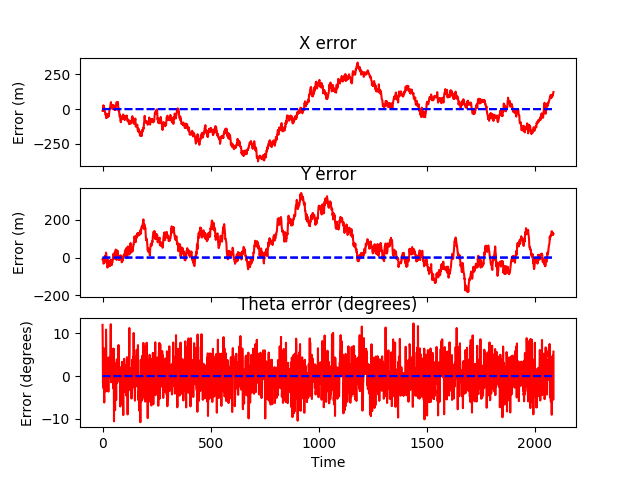 X error
250
0
−250
Error (m)
Y error
200
0
−200
Error (m)
Theta error (degrees)
10
0
−10
Error (degrees)
0 500 1000 1500 2000
Time